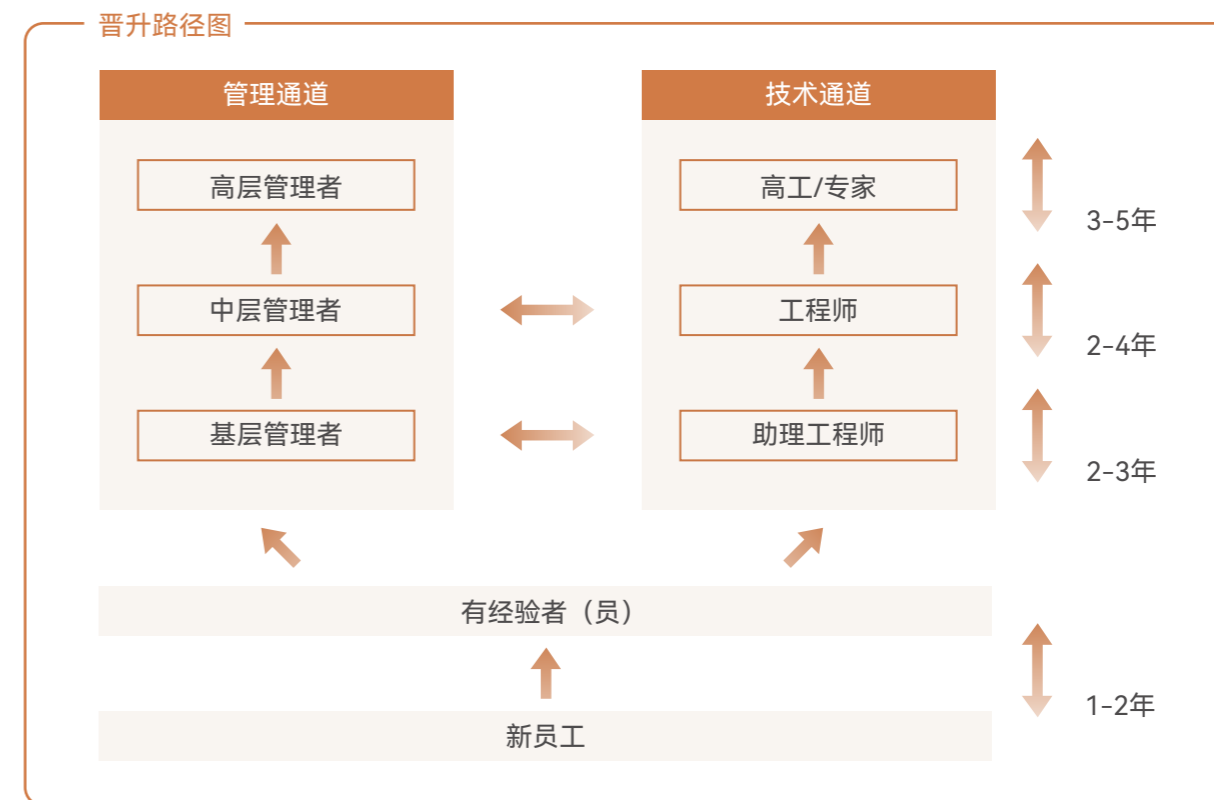 晋升路径图
管理通道
技术通道
高层管理者
高工/专家
3-5年
中层管理者
工程师
2-4年
基层管理者
助理工程师
2-3年
有经验者（员）
1-2年
新员工